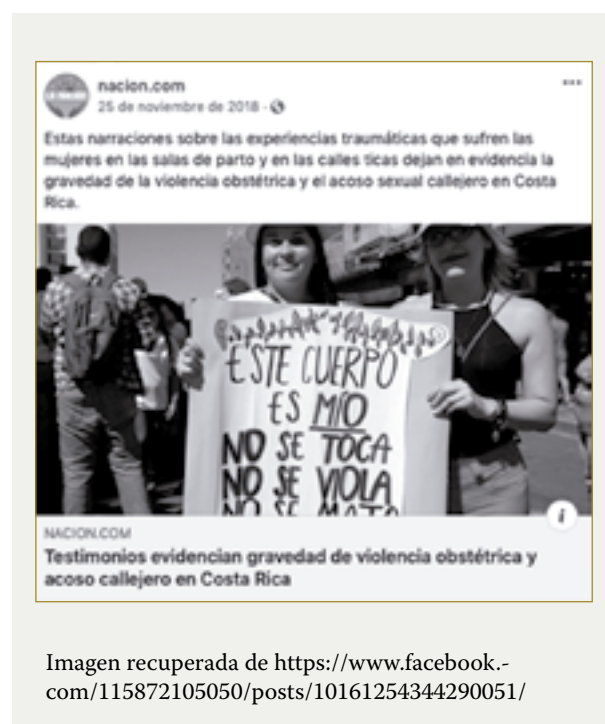 nacion.com
25 de noviembre de 2018
Estas narraciones sobre las experiencias traumáticas que sufren las
mujeres en las salas de parto y en las calles ticas dejan en evidencia la
gravedad de la violencia obstétrica y el acoso sexual callejero en Costa
Rica.
ESTE CUERPO
ES MÍO
NO SE TOCA
NO SE VIOLA
NO SE MATA
NACION.COM
Testimonios evidencian gravedad de violencia obstétrica y
acoso callejero en Costa Rica
Imagen recuperada de https://www.facebook.-
com/115872105050/posts/10161254344290051/